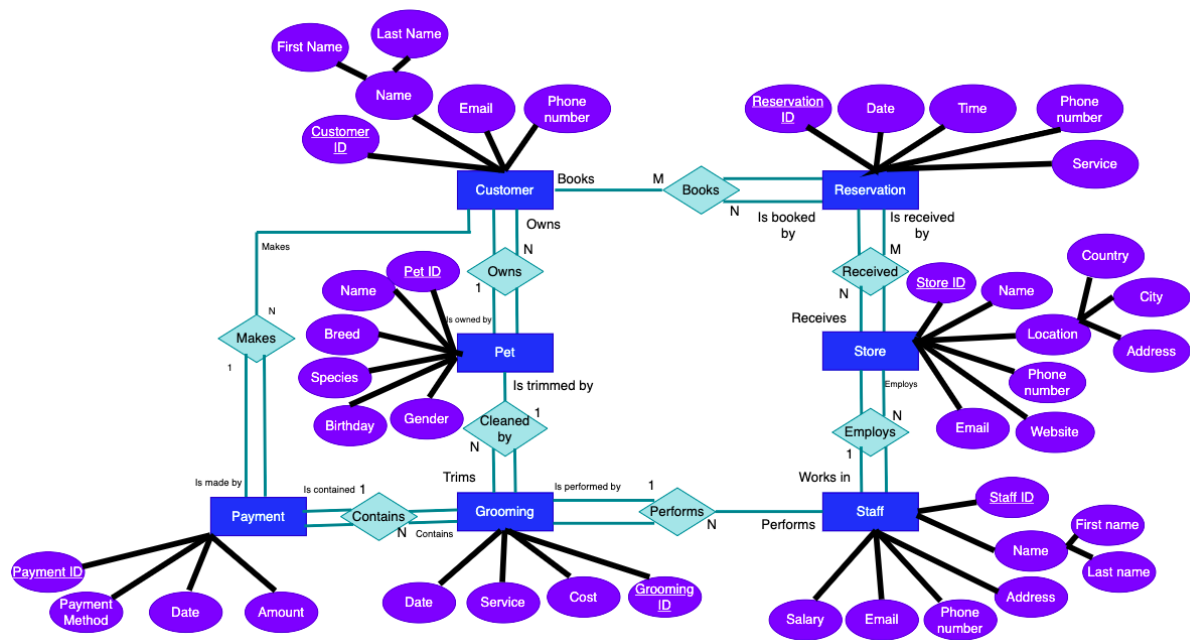 Last Name
First Name
Name
Email
Phone
number
Customer
ID
Reservation
ID
Date
Time
Phone
number
Service
Customer
Books
M
Books
N
Reservation
Is booked
by
Is received
by
Owns
N
Owns
1
Is owned by
Makes
N
Makes
1
Is made by
M
Received
N
Receives
Pet ID
Name
Breed
Species
Birthday
Gender
Pet
Is trimmed by
1
Cleaned
by
N
Trims
Store ID
Name
Location
Country
City
Address
Phone
number
Website
Email
Store
Employs
N
Employs
1
Works in
Payment
Is contained
1
Contains
N
Contains
Grooming
Is performed by
1
Performs
N
Performs
Staff
Staff ID
Name
First name
Last name
Address
Phone
number
Email
Salary
Payment ID
Payment
Method
Date
Amount
Date
Service
Cost
Grooming
ID